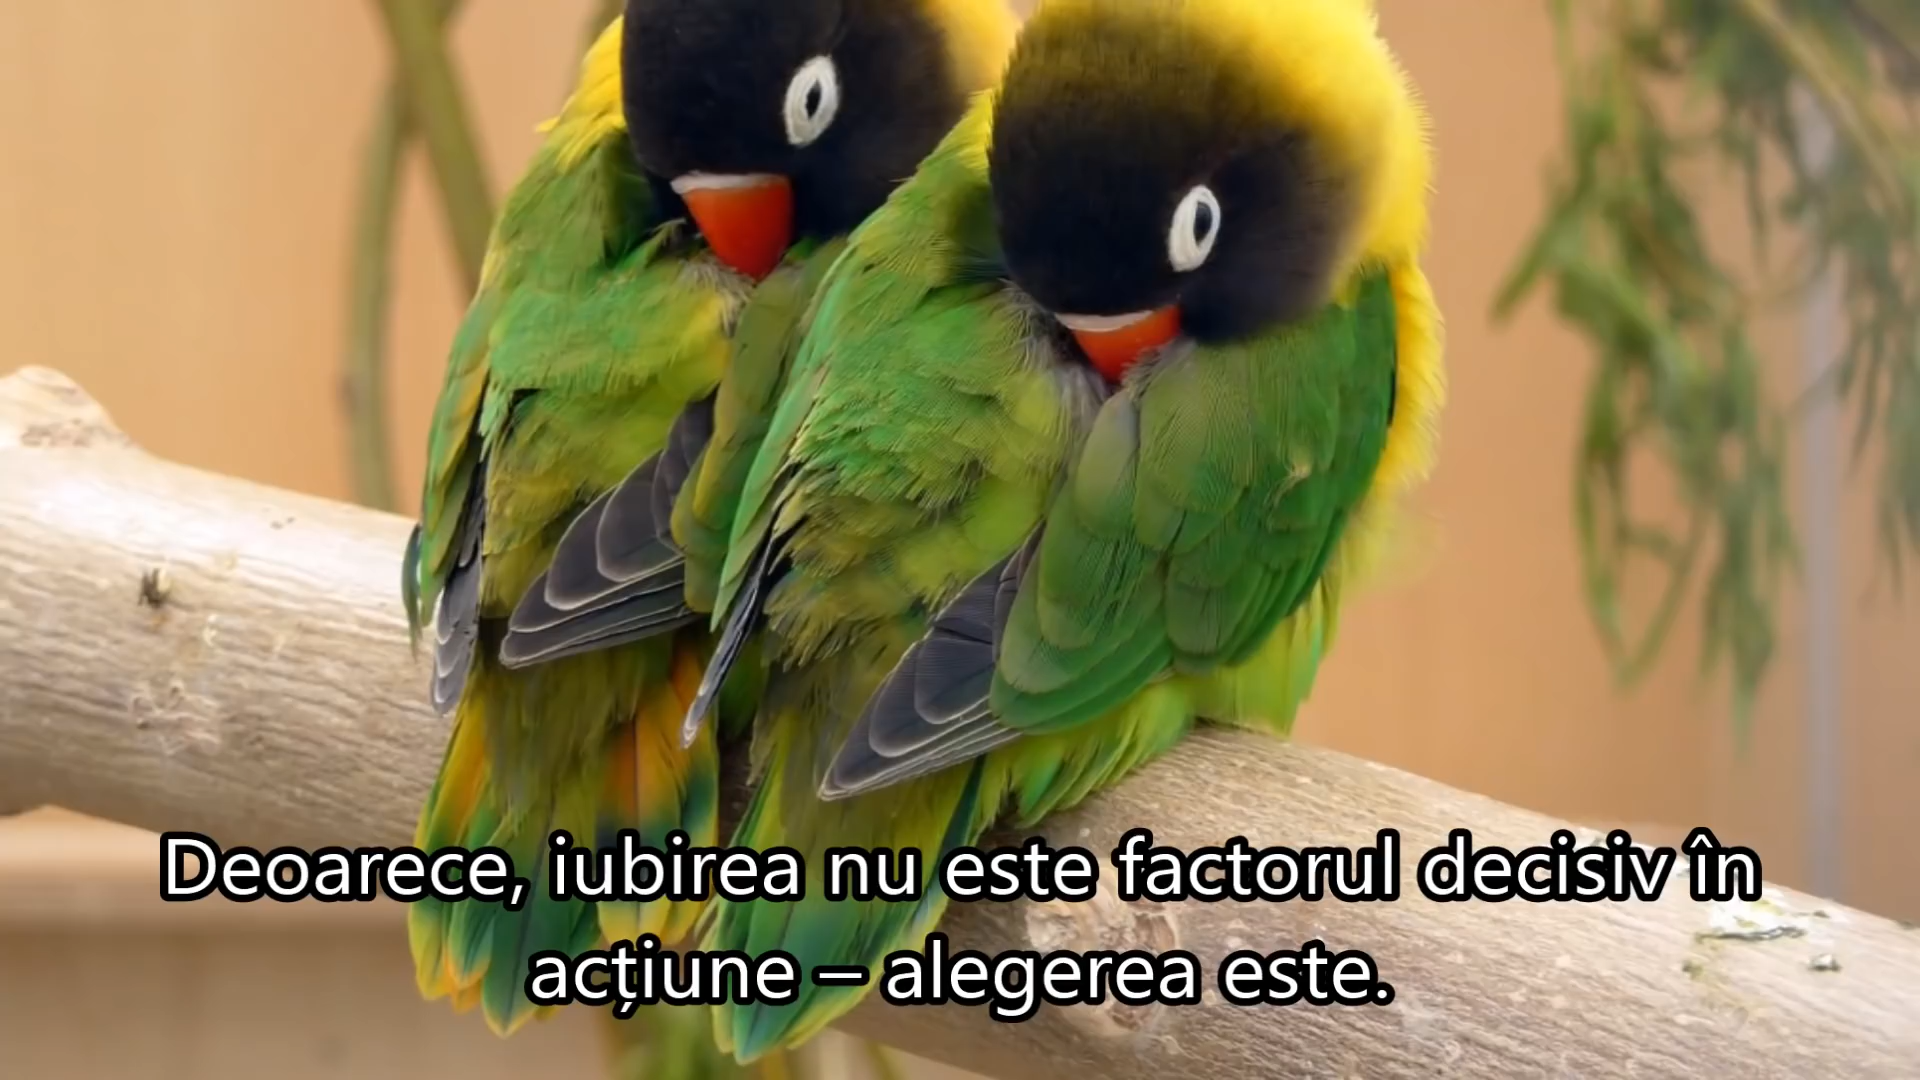 Deoarece, iubirea nu este factorul decisiv în
acțiune – alegerea este.